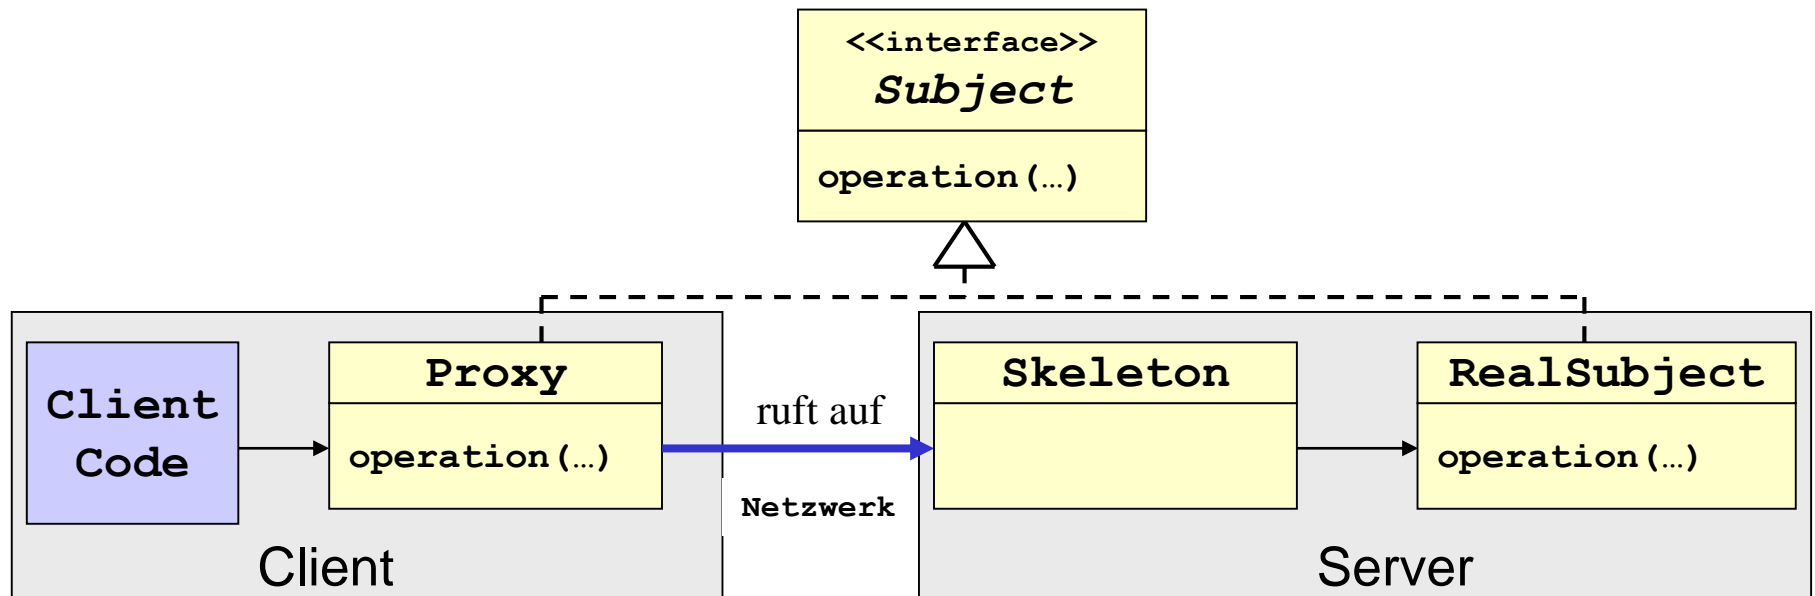 <<interface>>
Subject
operation(…)
Client
Code
Proxy
operation(…)
ruft auf
Netzwerk
Skeleton
RealSubject
operation(…)
Client
Server